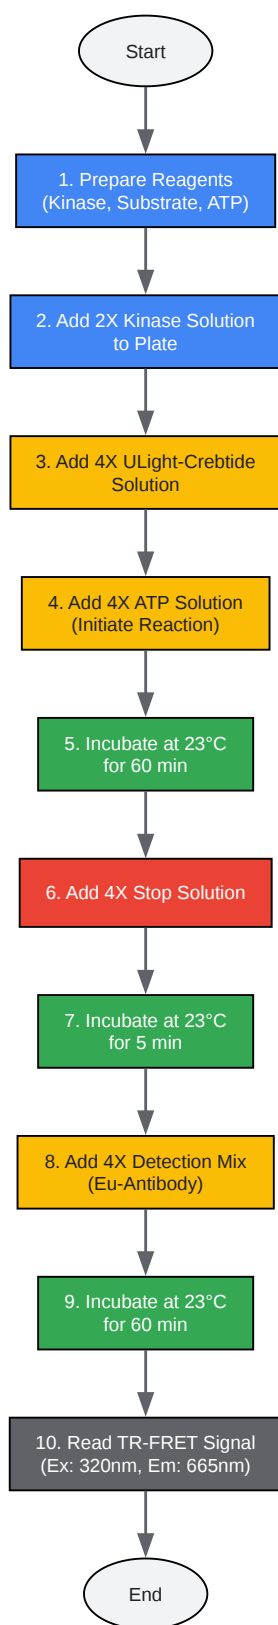 Start
1. Prepare Reagents
(Kinase, Substrate, ATP)
2. Add 2X Kinase Solution
to Plate
3. Add 4X ULight-Crebtide
Solution
4. Add 4X ATP Solution
(Initiate Reaction)
5. Incubate at 23°C
for 60 min
6. Add 4X Stop Solution
7. Incubate at 23°C
for 5 min
8. Add 4X Detection Mix
(Eu-Antibody)
9. Incubate at 23°C
for 60 min
10. Read TR-FRET Signal
(Ex: 320nm, Em: 665nm)
End